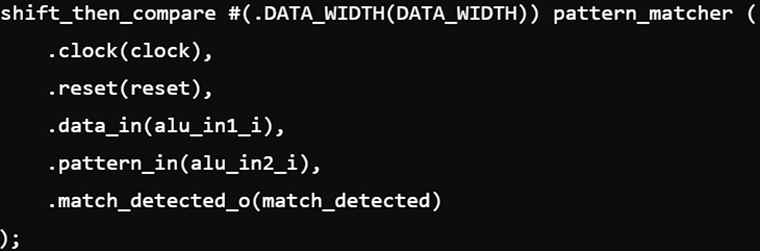 shift_then_compare #(.DATA_WIDTH(DATA_WIDTH)) pattern_matcher (
    .clock(clock),
    .reset(reset),
    .data_in(alu_in1_i),
    .pattern_in(alu_in2_i),
    .match_detected_o(match_detected)
);